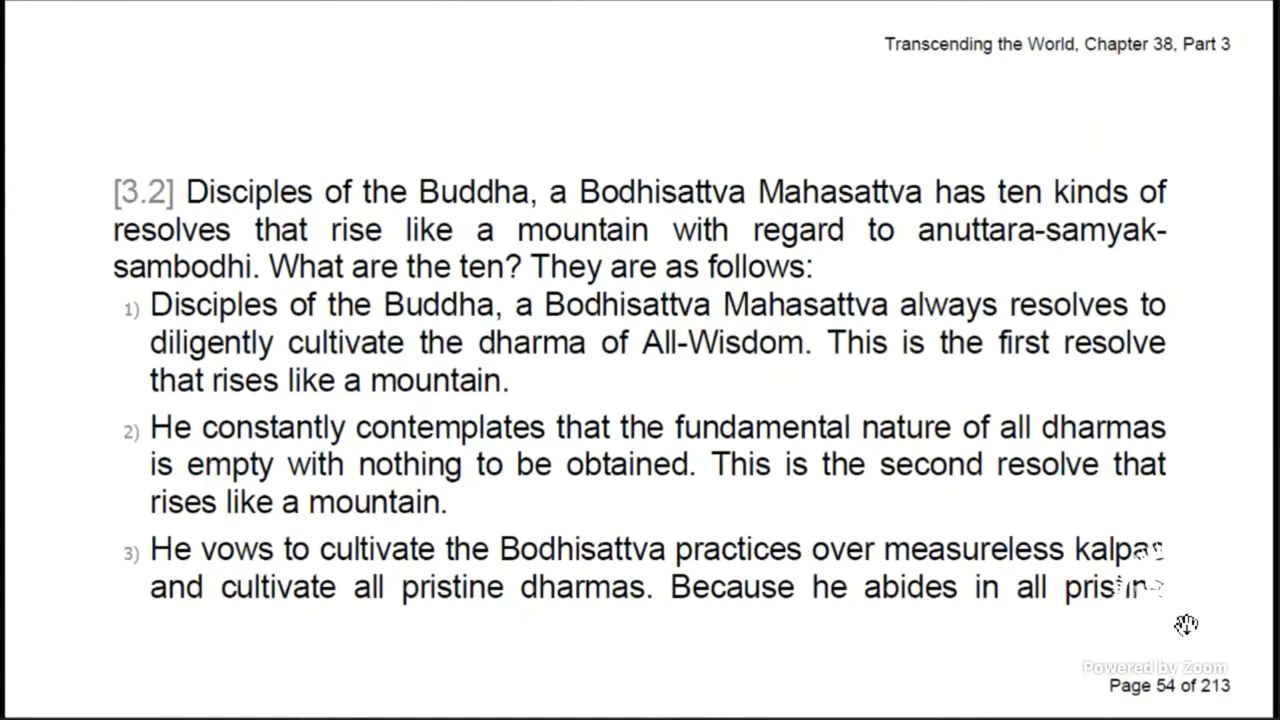 Transcending the World, Chapter 38, Part 3
[3.2] Disciples of the Buddha, a Bodhisattva Mahasattva has ten kinds of
resolves that rise like a mountain with regard to anuttara-samyak-
sambodhi. What are the ten? They are as follows:
1) Disciples of the Buddha, a Bodhisattva Mahasattva always resolves to
diligently cultivate the dharma of All-Wisdom. This is the first resolve
that rises like a mountain.
2) He constantly contemplates that the fundamental nature of all dharmas
is empty with nothing to be obtained. This is the second resolve that
rises like a mountain.
3) He vows to cultivate the Bodhisattva practices over measureless kalpas
and cultivate all pristine dharmas. Because he abides in all
Powered by Zoom
Page 54 of 213